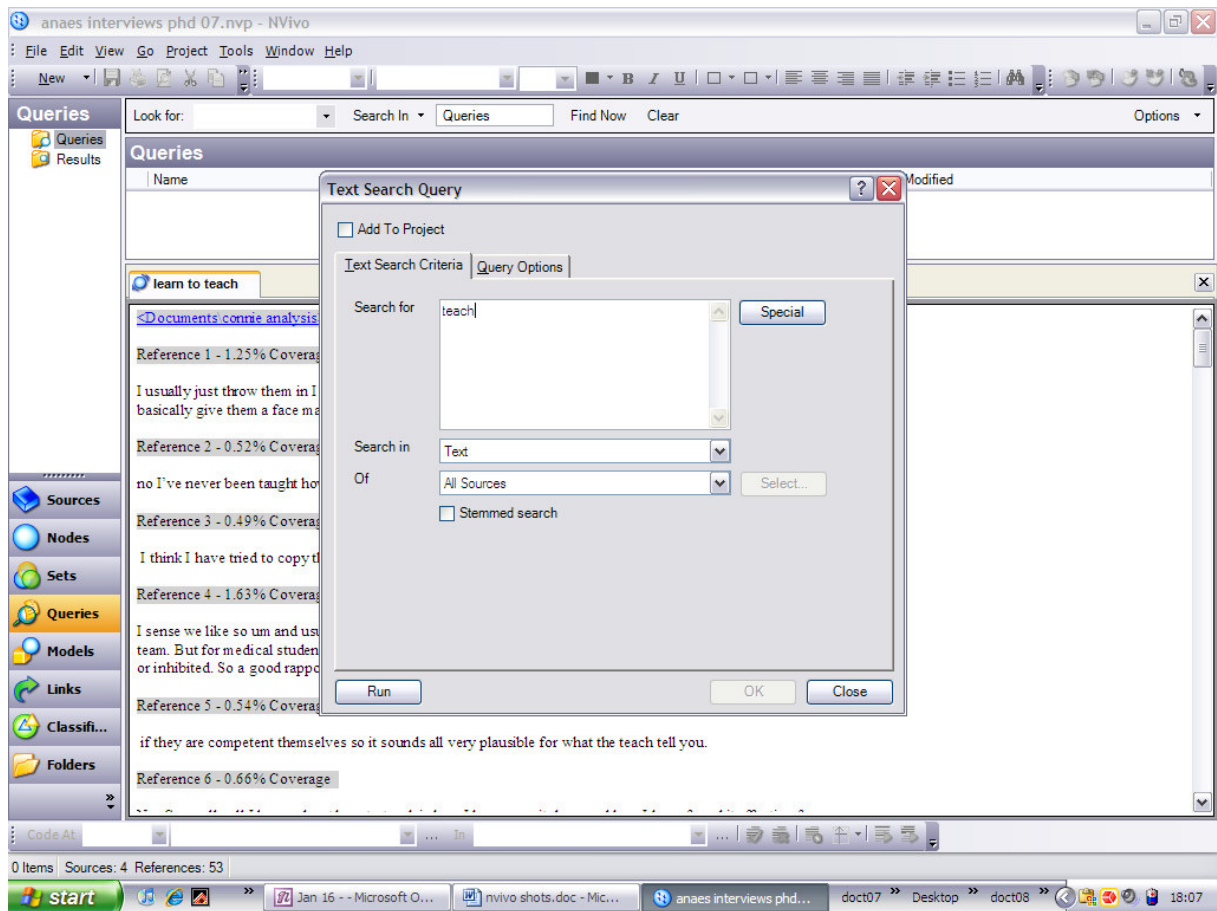 anaes interviews phd 07.nvp - NVivo
File Edit View Go Project Tools Window Help
New
B I U
Queries
Look for:
Search In
Queries
Find Now
Clear
Options
Queries
Results
Queries
Name
Modified
Text Search Query
Add To Project
Text Search Criteria
Query Options
Search for
teach
Special
Search in
Text
Of
All Sources
Select...
Stemmed search
Run
OK
Close
learn to teach
<Documents\connie analysis
Reference 1 - 1.25% Coverag
I usually just throw them in I
basically give them a face ma
Reference 2 - 0.52% Coverag
no I've never been taught ho
Reference 3 - 0.49% Coverag
I think I have tried to copy t
Reference 4 - 1.63% Coverag
I sense we like so um and usu
team. But for medical studen
or inhibited. So a good rappo
Reference 5 - 0.54% Coverag
if they are competent themselves so it sounds all very plausible for what the teach tell you.
Reference 6 - 0.66% Coverage
Sources
Nodes
Sets
Queries
Models
Links
Classifi...
Folders
Code At
... In
...
0 Items Sources: 4 References: 53
start
Jan 16 - - Microsoft O...
nvivo shots.doc - Mic...
anaes interviews phd...
doct07
Desktop
doct08
18:07